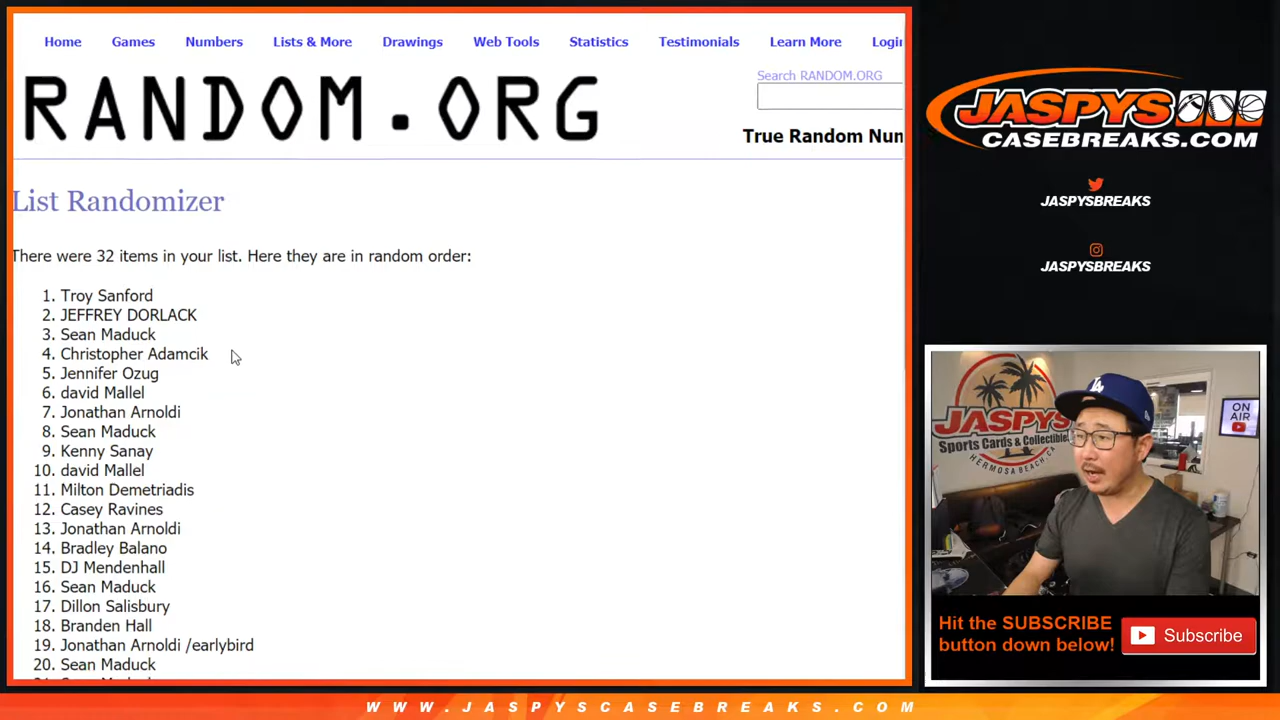 Home Games Numbers Lists & More Drawings Web Tools Statistics Testimonials Learn More Login
RANDOM.ORG
Search RANDOM.ORG
True Random Num
List Randomizer
There were 32 items in your list. Here they are in random order:
1. Troy Sanford
2. JEFFREY DORLACK
3. Sean Maduck
4. Christopher Adamcik
5. Jennifer Ozug
6. david Mallel
7. Jonathan Arnoldi
8. Sean Maduck
9. Kenny Sanay
10. david Mallel
11. Milton Demetriadis
12. Casey Ravines
13. Jonathan Arnoldi
14. Bradley Balano
15. DJ Mendenhall
16. Sean Maduck
17. Dillon Salisbury
18. Branden Hall
19. Jonathan Arnoldi /earlybird
20. Sean Maduck
JASPYS
CASEBREAKS.COM
JASPYSBREAKS
JASPYSBREAKS
JASPYS
Sports Cards & Collectibles
HERMOSA BEACH, CA
LA
ON
AIR
Hit the SUBSCRIBE
button down below!
Subscribe
WWW.JASPYSCASEBREAKS.COM